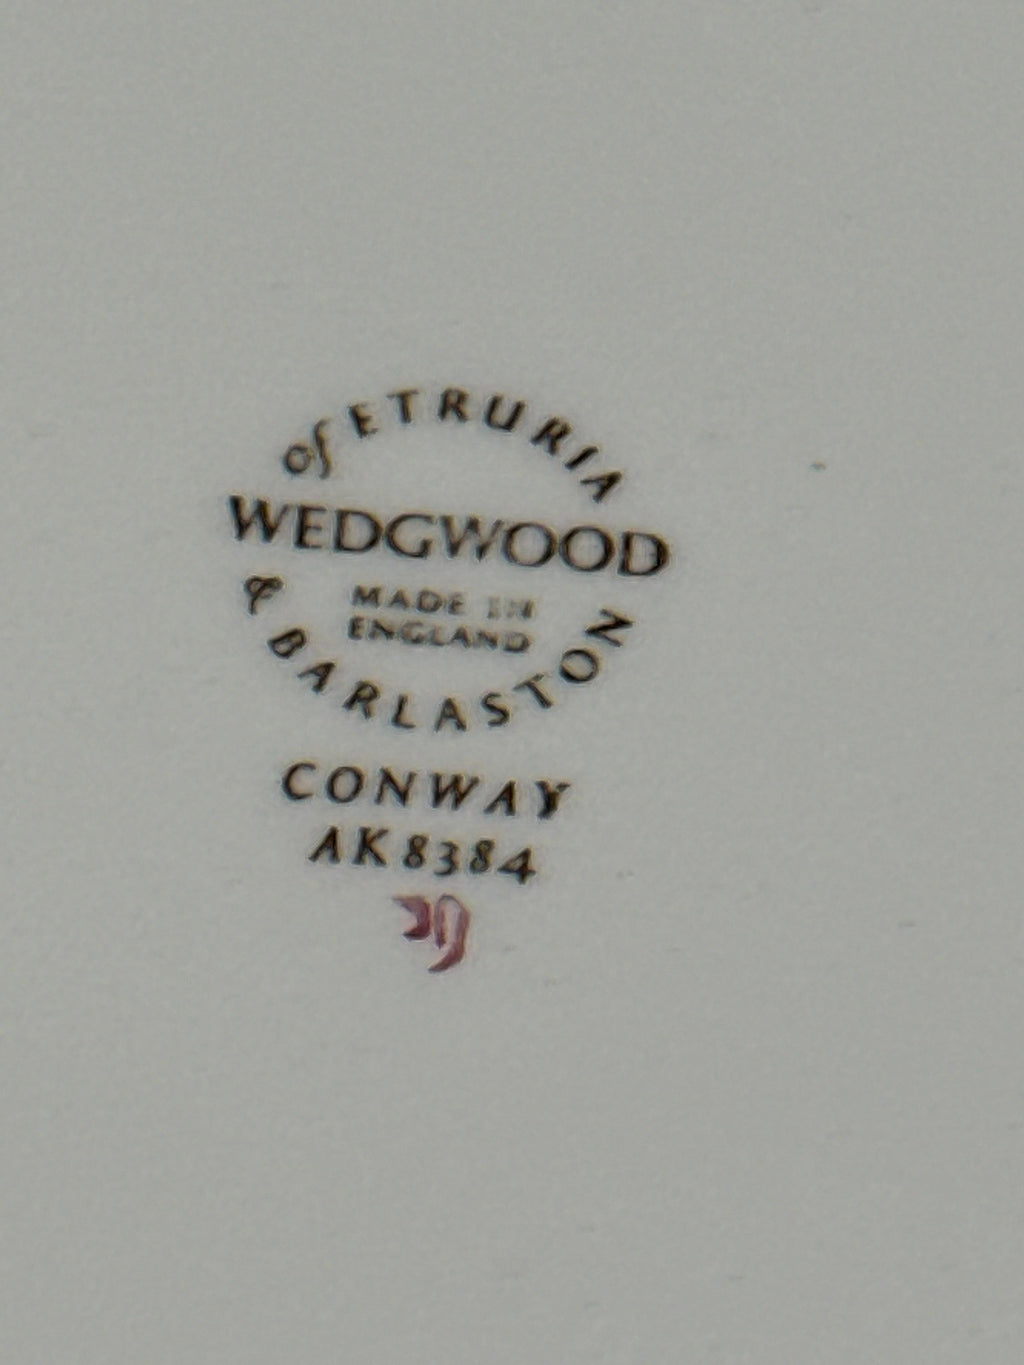 of ETRURIA
WEDGWOOD
MADE IN
ENGLAND
& BARLASTON
CONWAY
AK8384